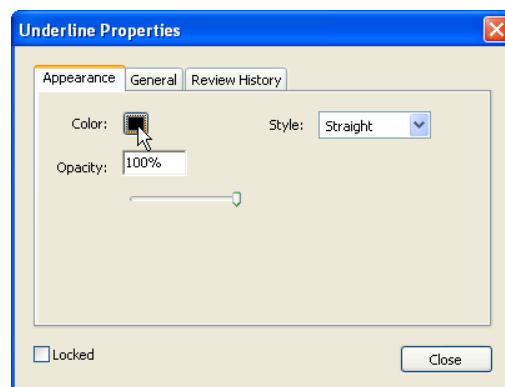 Underline Properties
Appearance General Review History
Color: Style: Straight
Opacity: 100%
Locked Close